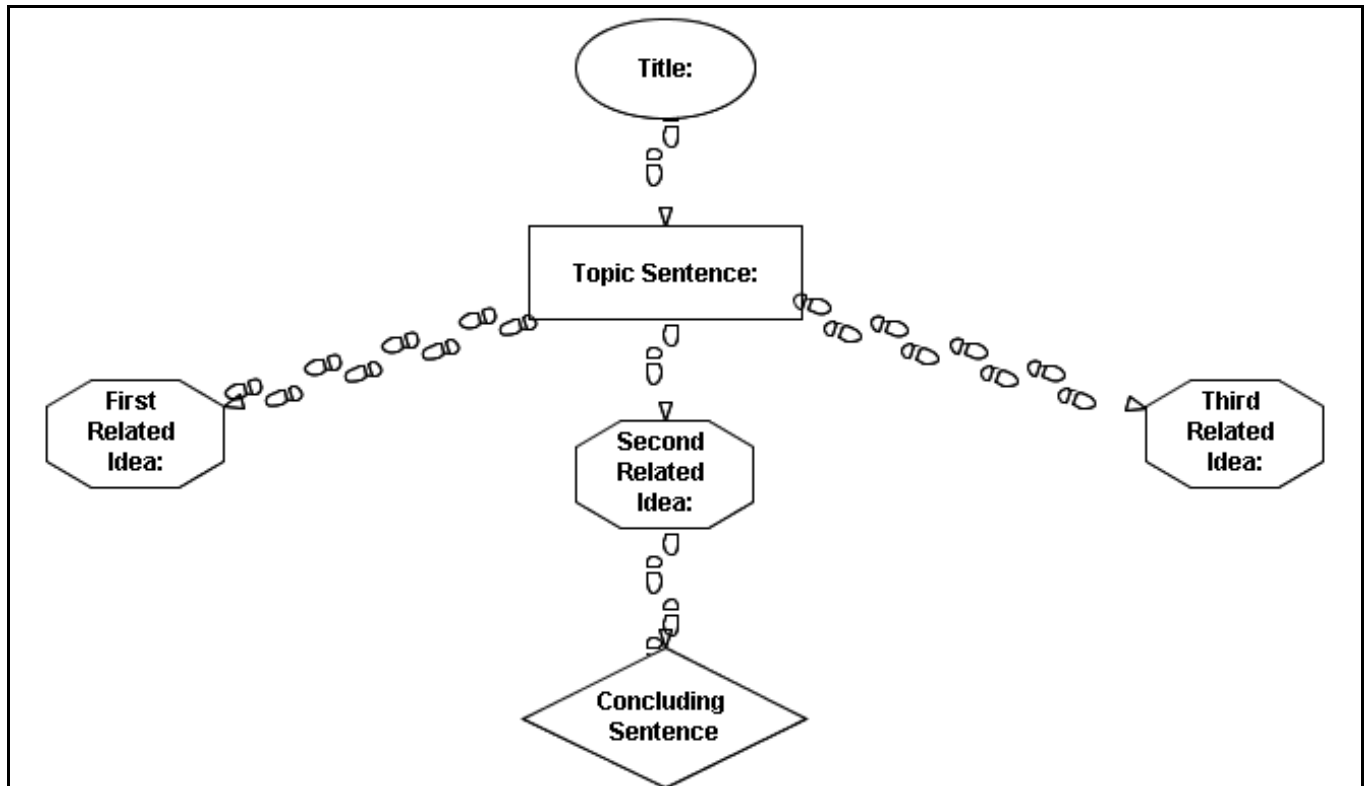 Title:
Topic Sentence:
First
Related
Idea:
Second
Related
Idea:
Third
Related
Idea:
Concluding
Sentence